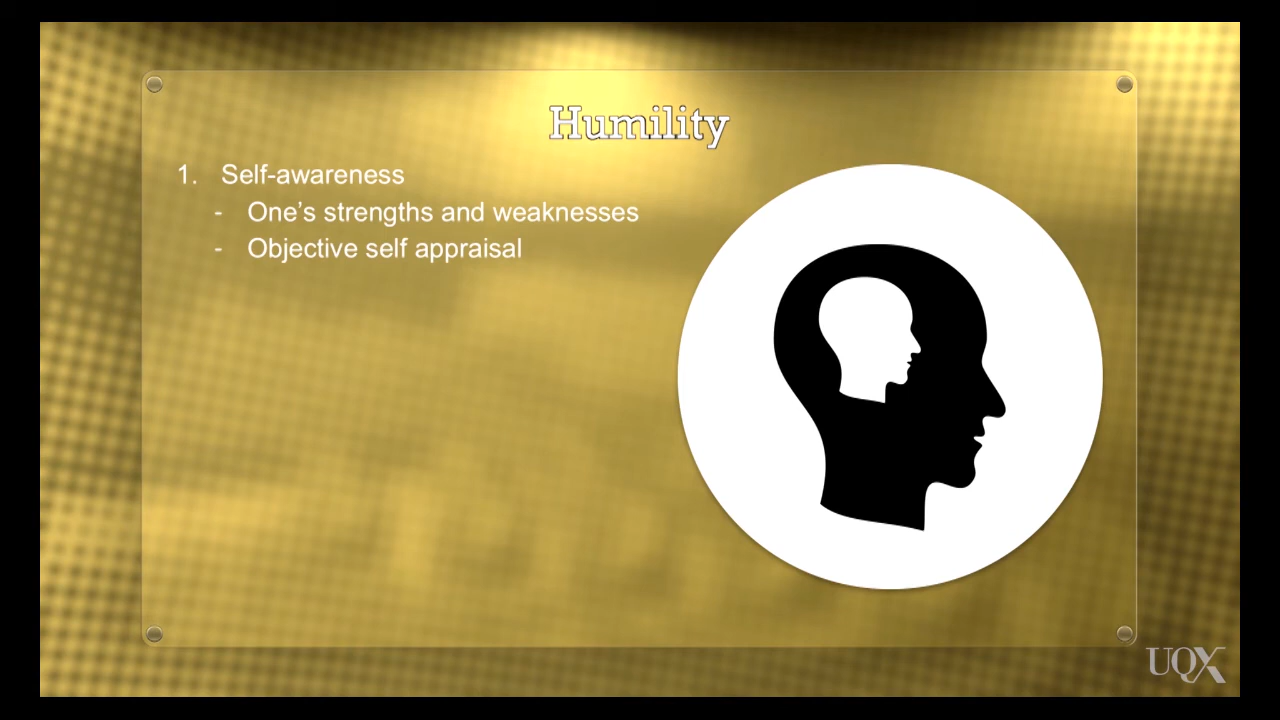 Humility
1. Self-awareness
- One’s strengths and weaknesses
- Objective self appraisal
UQX